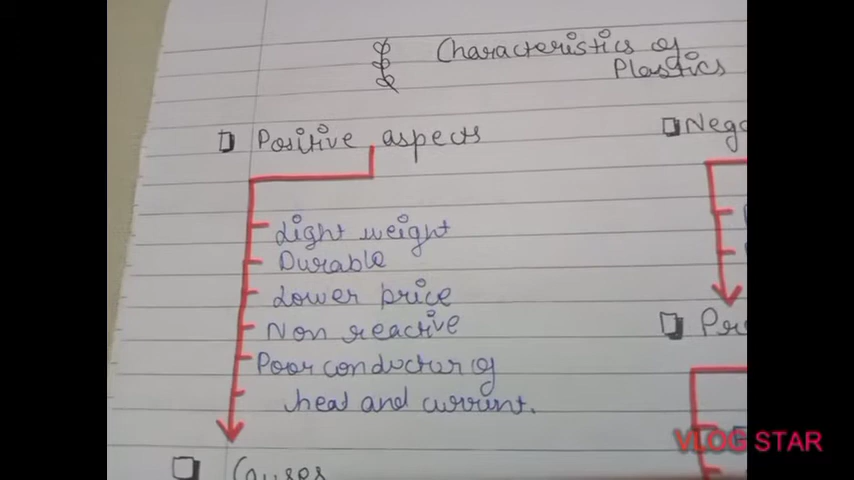 Characteristics of
Plastics
Positive aspects
Light weight
Durable
Lower price
Non reactive
Poor conductor of
heat and current.
Causes
VLOG STAR